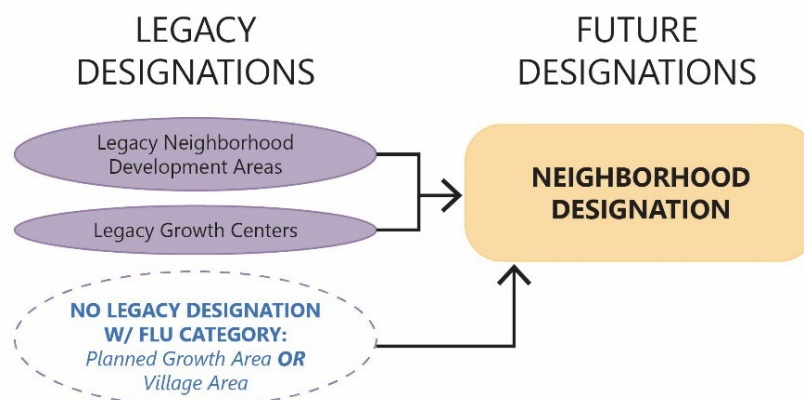 LEGACY
DESIGNATIONS
FUTURE
DESIGNATIONS
Legacy Neighborhood
Development Areas
Legacy Growth Centers
NO LEGACY DESIGNATION
W/ FLU CATEGORY:
Planned Growth Area OR
Village Area
NEIGHBORHOOD
DESIGNATION